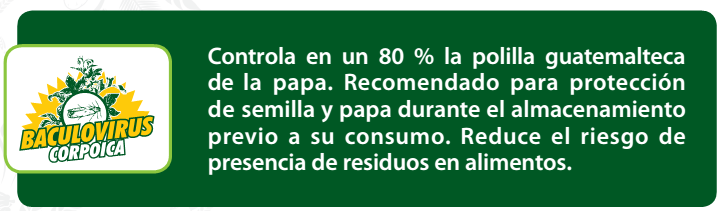 BACULOVIRUS
CORPOICA
Controla en un 80 % la polilla guatemalteca
de la papa. Recomendado para protección
de semilla y papa durante el almacenamiento
previo a su consumo. Reduce el riesgo de
presencia de residuos en alimentos.